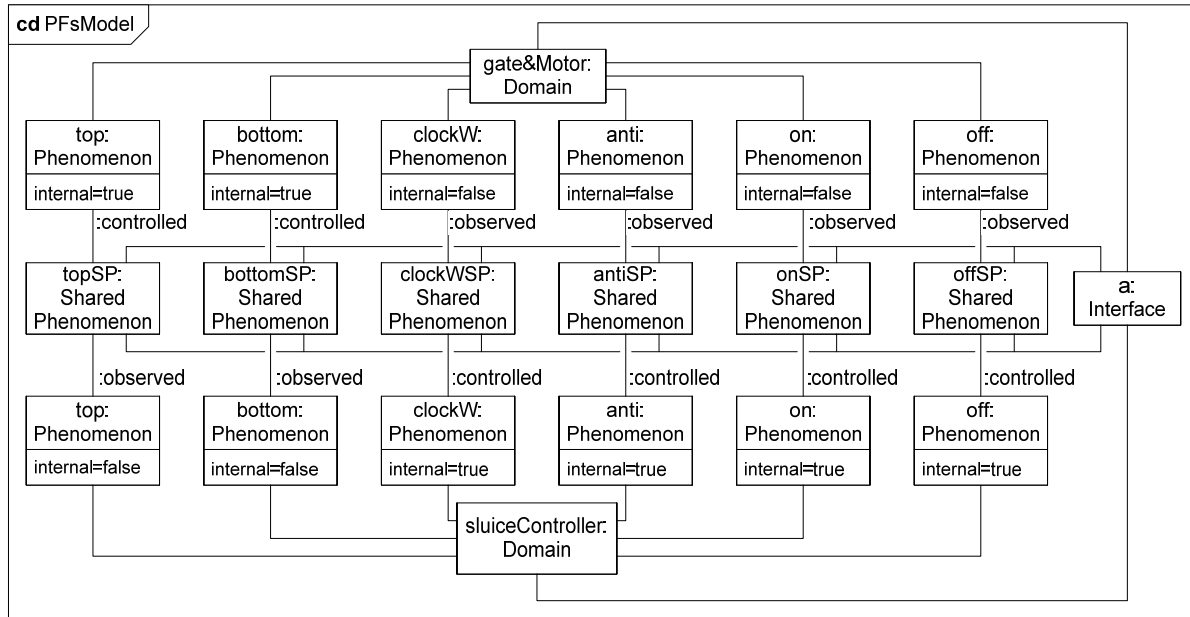 cd PFsModel
gate&Motor:
Domain
top:
Phenomenon
internal=true
bottom:
Phenomenon
internal=true
clockW:
Phenomenon
internal=false
anti:
Phenomenon
internal=false
on:
Phenomenon
internal=false
off:
Phenomenon
internal=false
:controlled
:controlled
:observed
:observed
:observed
:observed
topSP:
Shared
Phenomenon
bottomSP:
Shared
Phenomenon
clockWSP:
Shared
Phenomenon
antiSP:
Shared
Phenomenon
onSP:
Shared
Phenomenon
offSP:
Shared
Phenomenon
a:
Interface
:observed
:observed
:controlled
:controlled
:controlled
:controlled
top:
Phenomenon
internal=false
bottom:
Phenomenon
internal=false
clockW:
Phenomenon
internal=true
anti:
Phenomenon
internal=true
on:
Phenomenon
internal=true
off:
Phenomenon
internal=true
sluiceController:
Domain